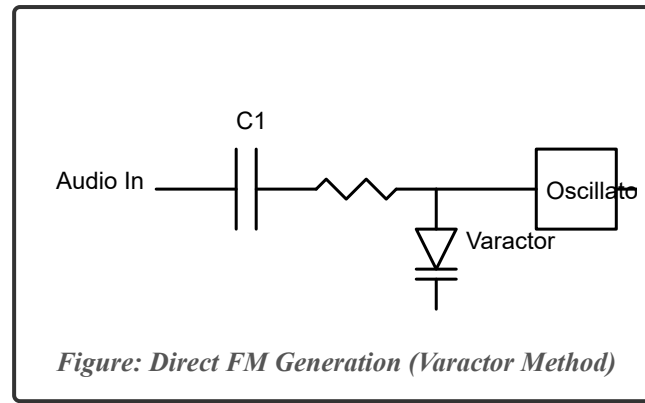 C1
Audio In
Oscillato
Varactor
Figure: Direct FM Generation (Varactor Method)